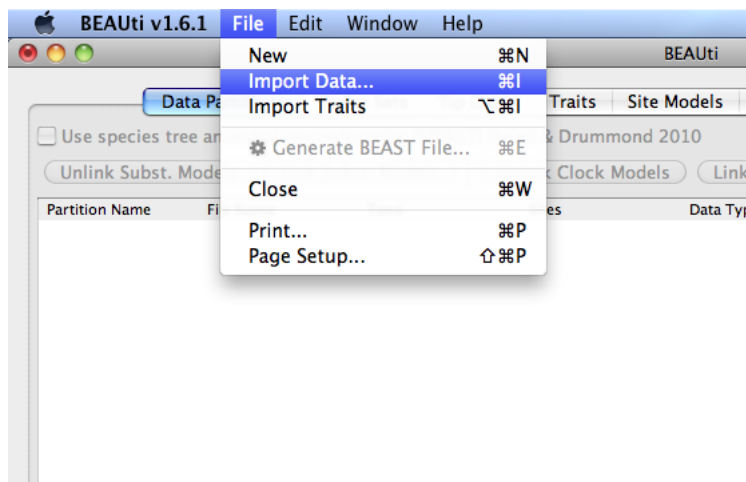 BEAUti v1.6.1 File Edit Window Help
BEAUti
New ⌘N
Import Data... ⌘I
Import Traits ⌥⌘I
Generate BEAST File... ⌘E
Close ⌘W
Print... ⌘P
Page Setup... ⇧⌘P
Data Pa Traits Site Models
Use species tree an & Drummond 2010
Unlink Subst. Mode k Clock Models Link
Partition Name Fi es Data Typ